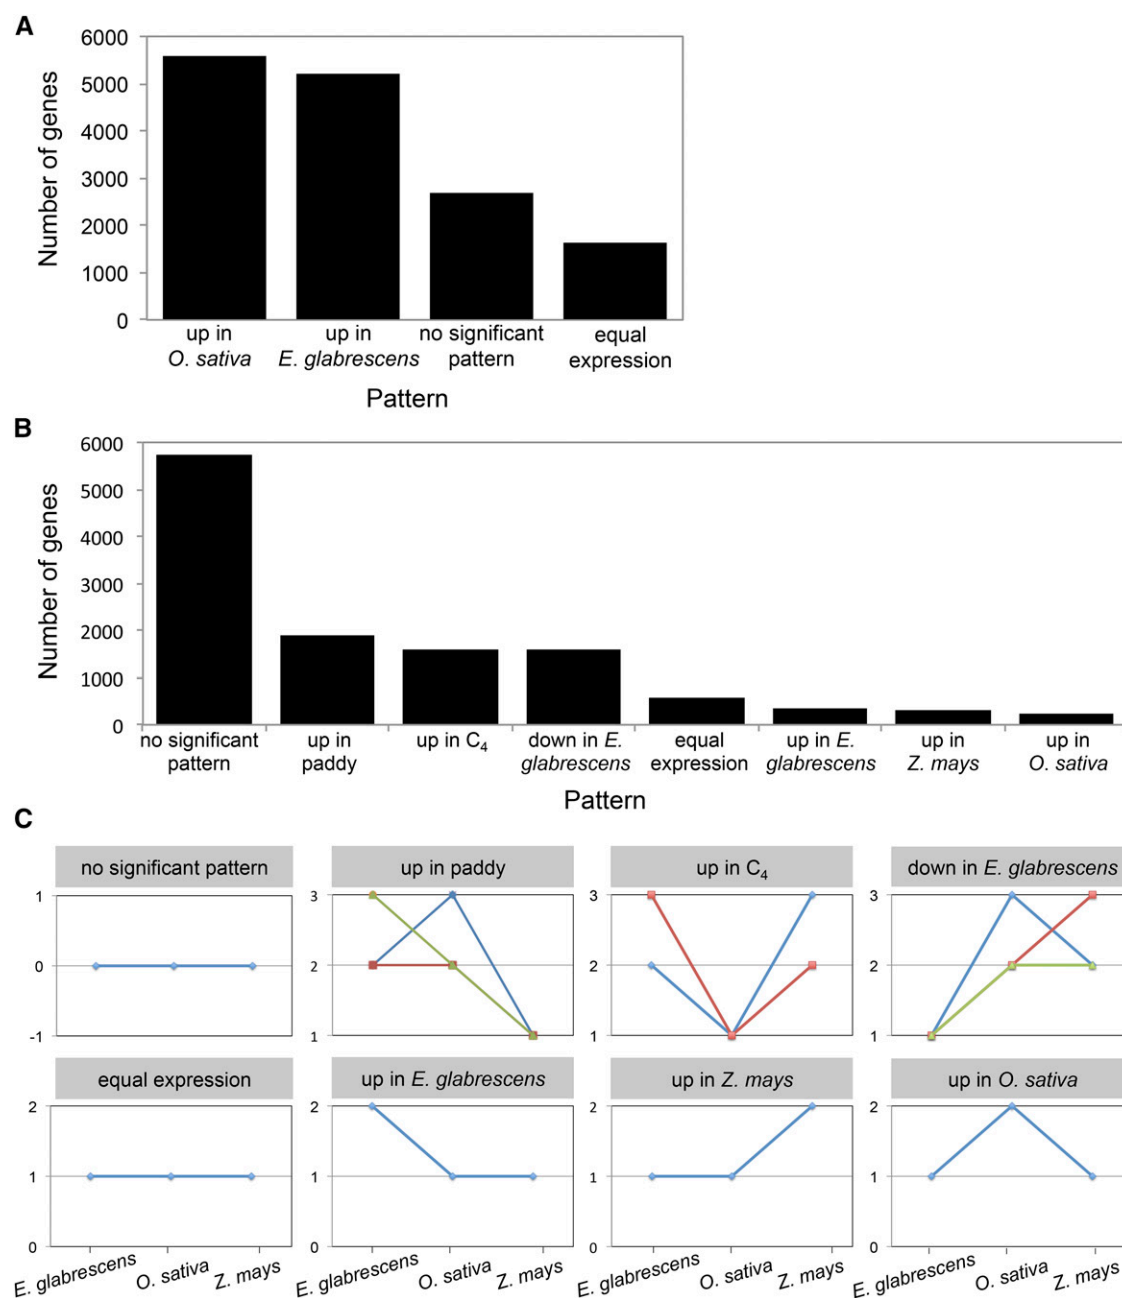 A
6000
5000
4000
3000
2000
1000
0
Number of genes
up in
O. sativa
up in
E. glabrescens
no significant
pattern
equal
expression
Pattern
B
6000
5000
4000
3000
2000
1000
0
Number of genes
no significant
pattern
up in
paddy
up in C₄
down in E.
glabrescens
equal
expression
up in E.
glabrescens
up in
Z. mays
up in
O. sativa
Pattern
C
no significant pattern
1
0
-1
up in paddy
3
2
1
up in C₄
3
2
1
down in E. glabrescens
3
2
1
equal expression
2
1
0
E. glabrescens
O. sativa
Z. mays
up in E. glabrescens
2
1
0
E. glabrescens
O. sativa
Z. mays
up in Z. mays
2
1
0
E. glabrescens
O. sativa
Z. mays
up in O. sativa
2
1
0
E. glabrescens
O. sativa
Z. mays